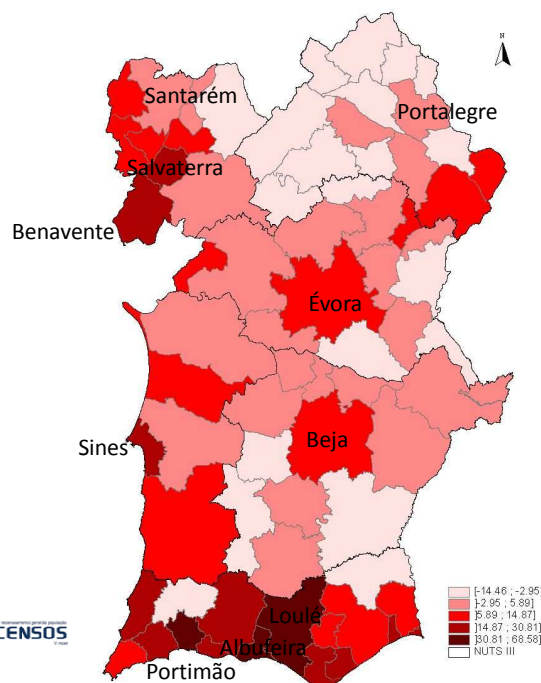 N
Santarém
Portalegre
Salvaterra
Benavente
Évora
Beja
Sines
Loulé
Albufeira
Portimão
CENSOS
[-14.46 ; -2.95]
]-2.95 ; 5.89]
]5.89 ; 14.87]
]14.87 ; 30.81]
]30.81 ; 68.58]
NUTS III